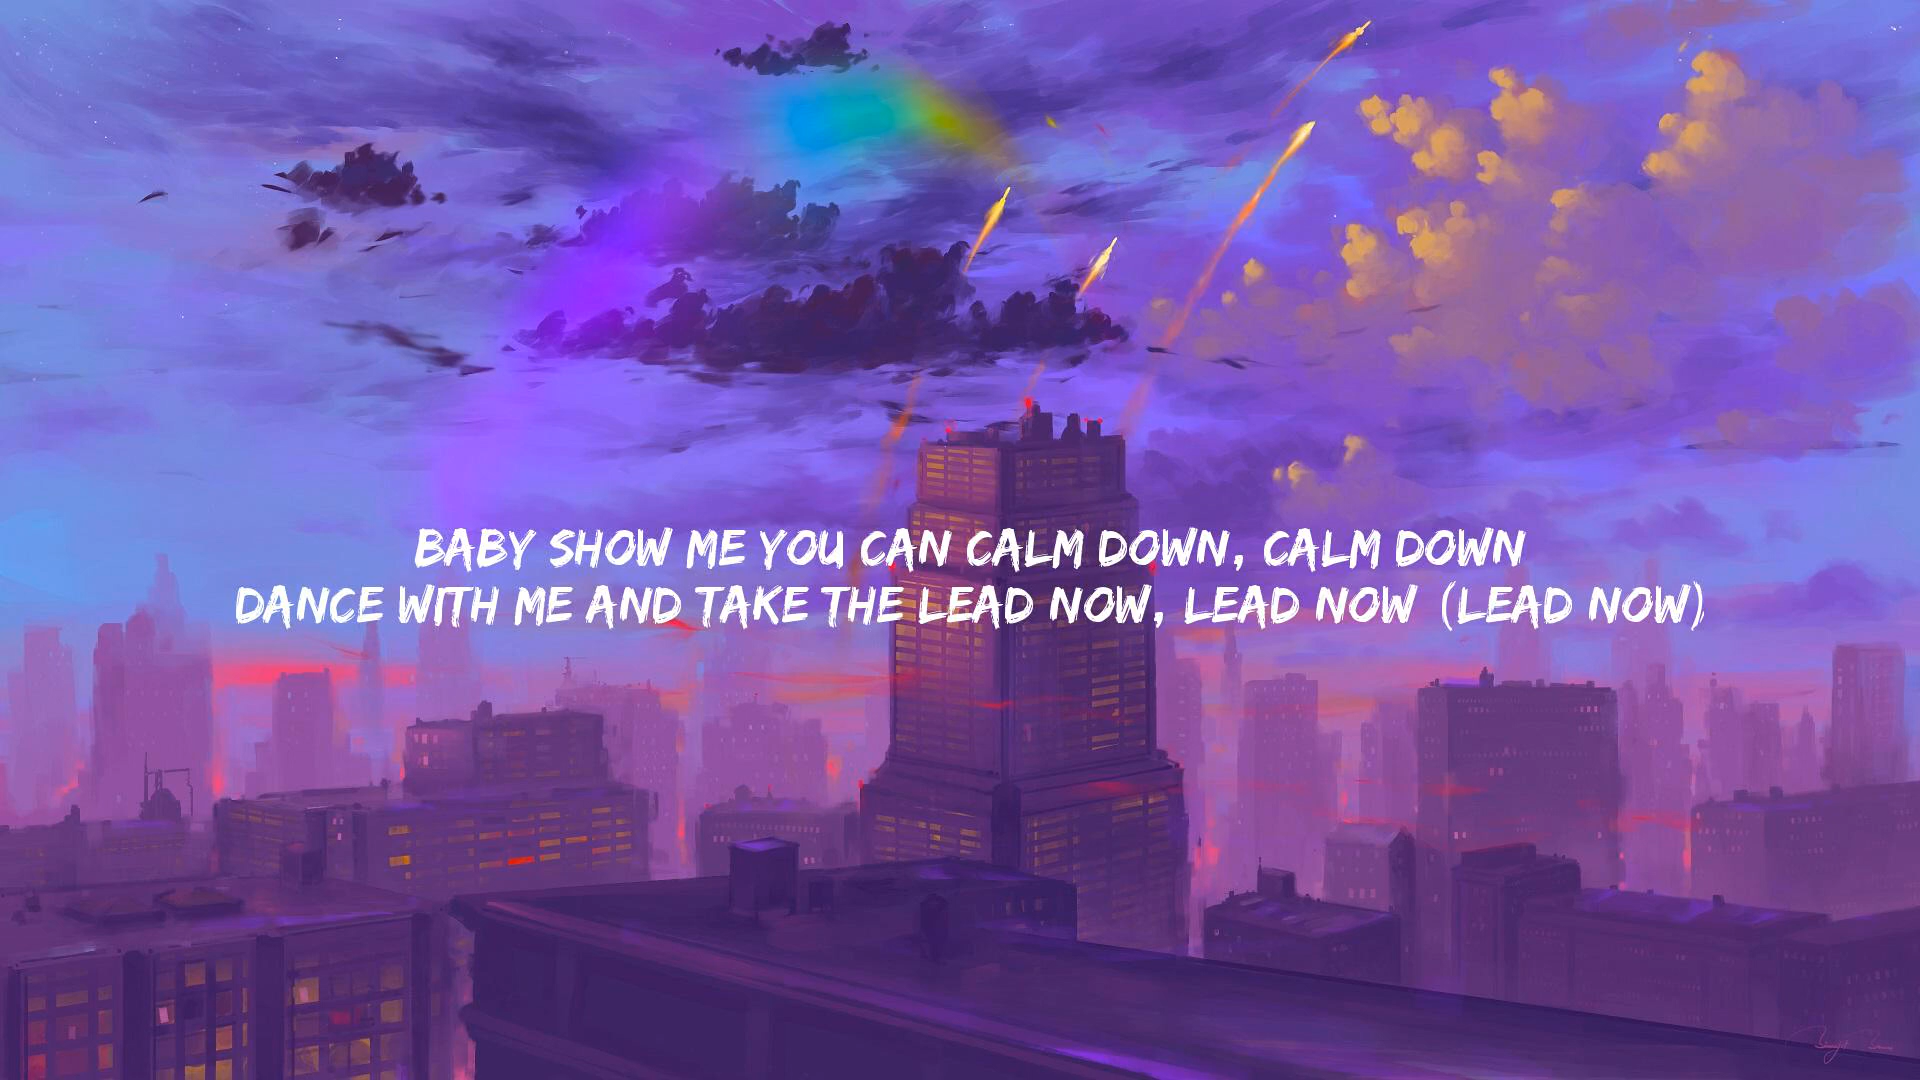 BABY SHOW ME YOU CAN CALM DOWN, CALM DOWN
DANCE WITH ME AND TAKE THE LEAD NOW, LEAD NOW (LEAD NOW)